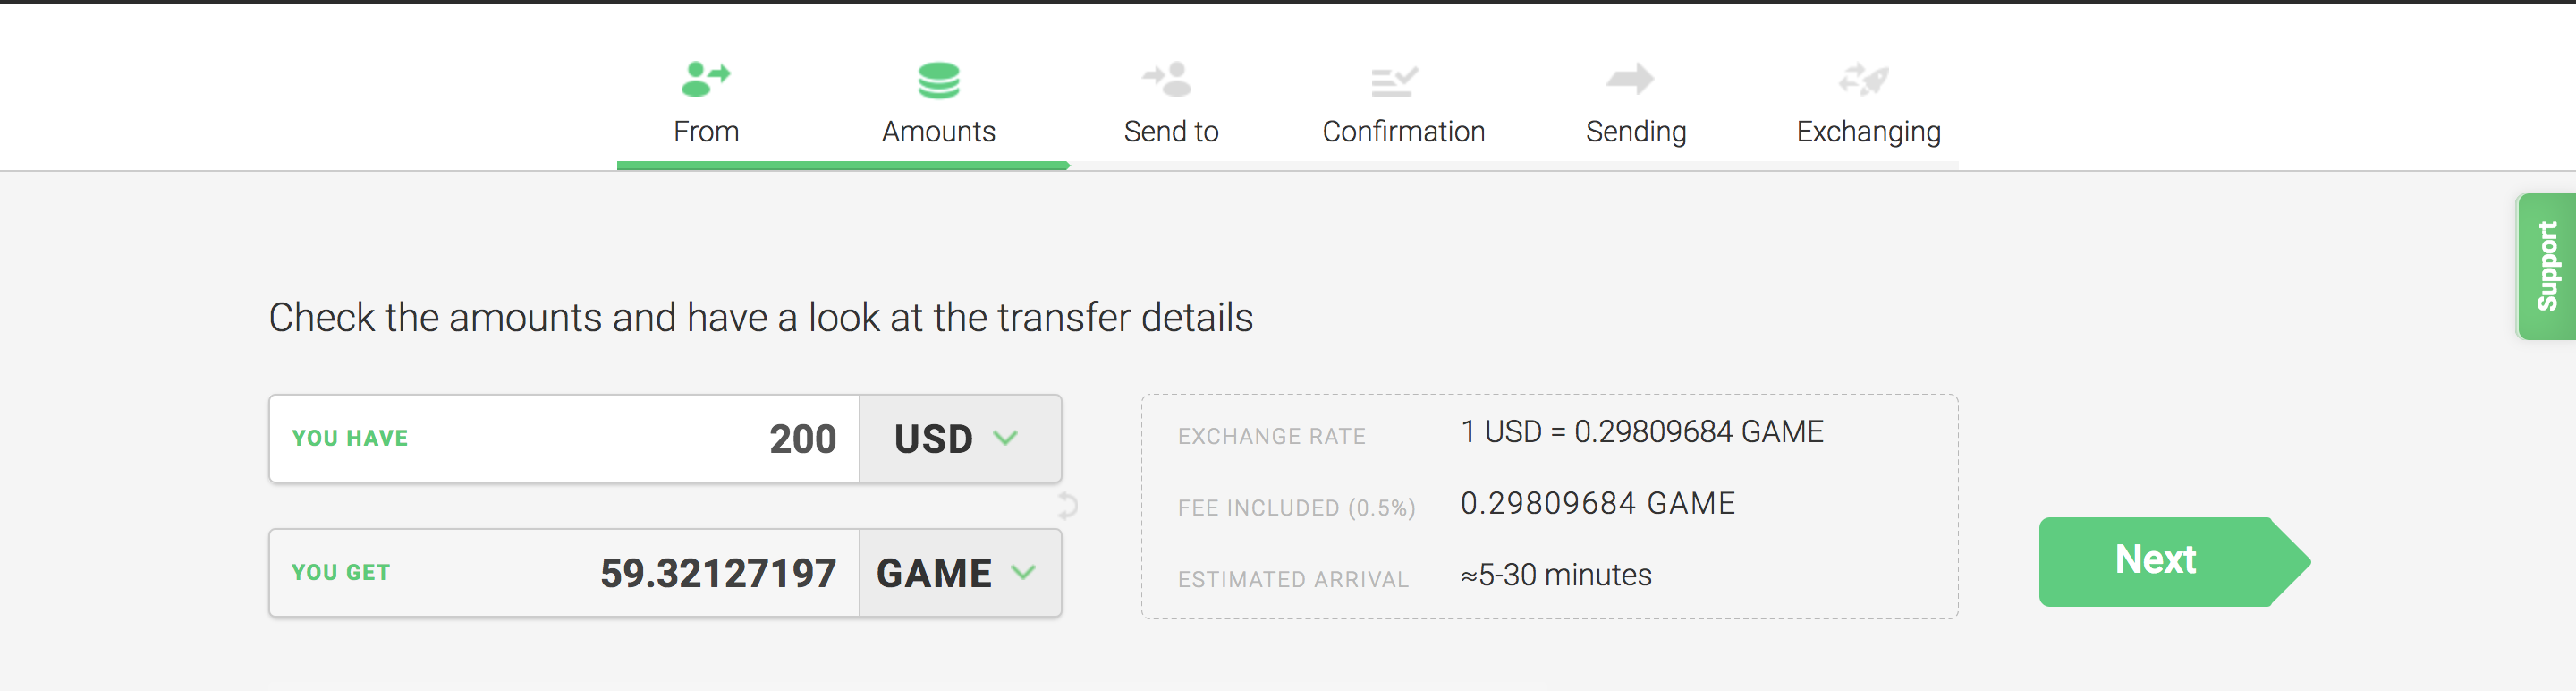 From
Amounts
Send to
Confirmation
Sending
Exchanging
Support
Check the amounts and have a look at the transfer details
YOU HAVE 200 USD
EXCHANGE RATE 1 USD = 0.29809684 GAME
FEE INCLUDED (0.5%) 0.29809684 GAME
YOU GET 59.32127197 GAME
ESTIMATED ARRIVAL ≈5-30 minutes
Next